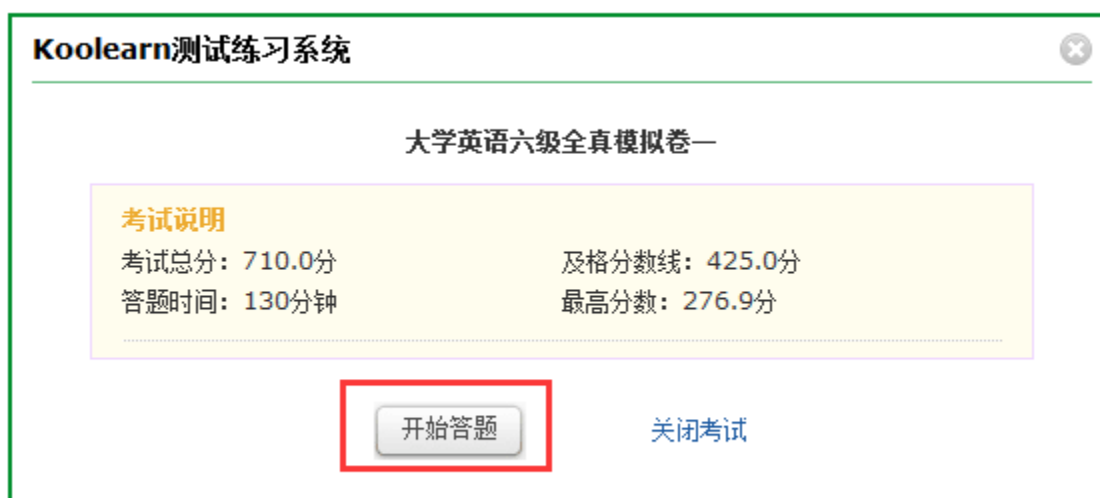 Koolearn测试练习系统
大学英语六级全真模拟卷一
考试说明
考试总分：710.0分 及格分数线：425.0分
答题时间：130分钟 最高分数：276.9分
开始答题 关闭考试